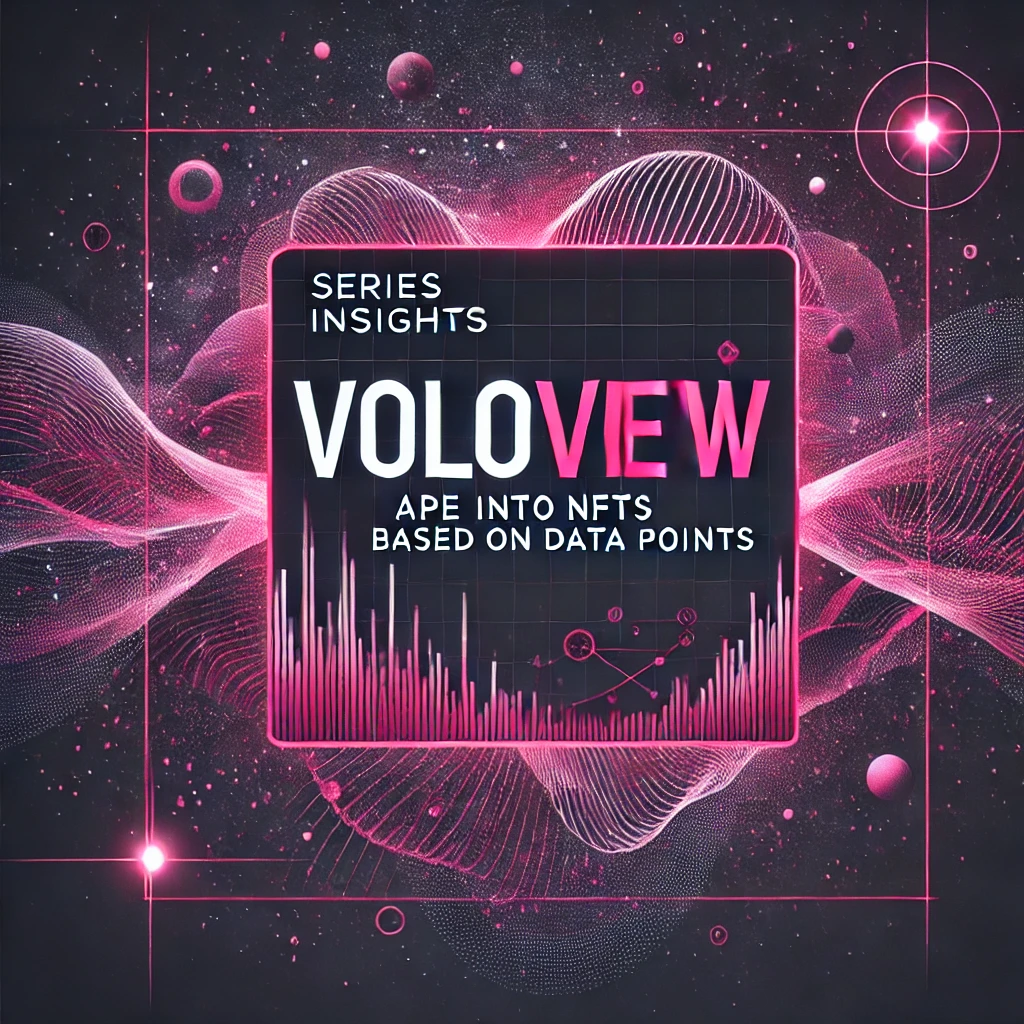 SERIES
INSIGHTS
VOLOVIEW
APE INTO NFTS
BASED ON DATA POINTS